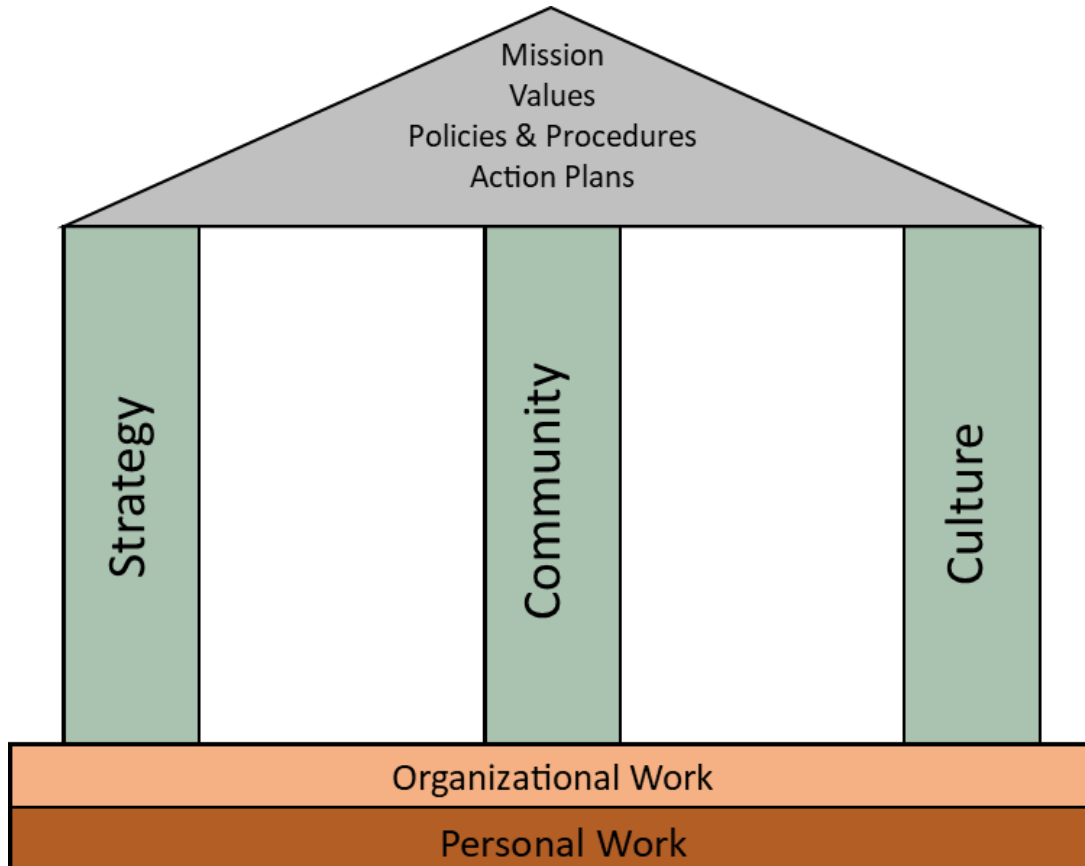 Mission
Values
Policies & Procedures
Action Plans
Strategy
Community
Culture
Organizational Work
Personal Work